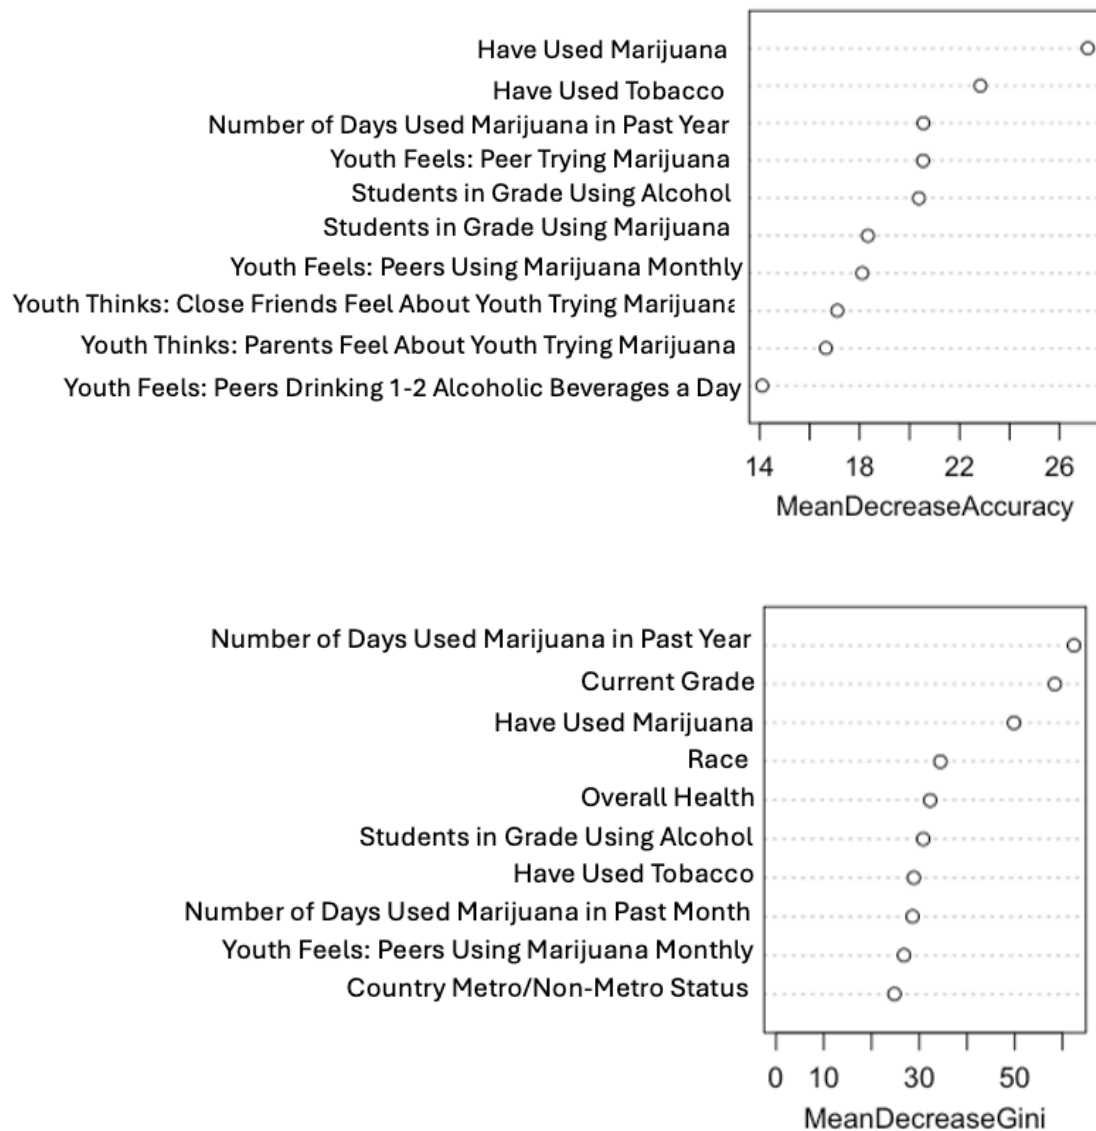 Have Used Marijuana
Have Used Tobacco
Number of Days Used Marijuana in Past Year
Youth Feels: Peer Trying Marijuana
Students in Grade Using Alcohol
Students in Grade Using Marijuana
Youth Feels: Peers Using Marijuana Monthly
Youth Thinks: Close Friends Feel About Youth Trying Marijuana
Youth Thinks: Parents Feel About Youth Trying Marijuana
Youth Feels: Peers Drinking 1-2 Alcoholic Beverages a Day
14 18 22 26
MeanDecreaseAccuracy
Number of Days Used Marijuana in Past Year
Current Grade
Have Used Marijuana
Race
Overall Health
Students in Grade Using Alcohol
Have Used Tobacco
Number of Days Used Marijuana in Past Month
Youth Feels: Peers Using Marijuana Monthly
Country Metro/Non-Metro Status
0 10 30 50
MeanDecreaseGini